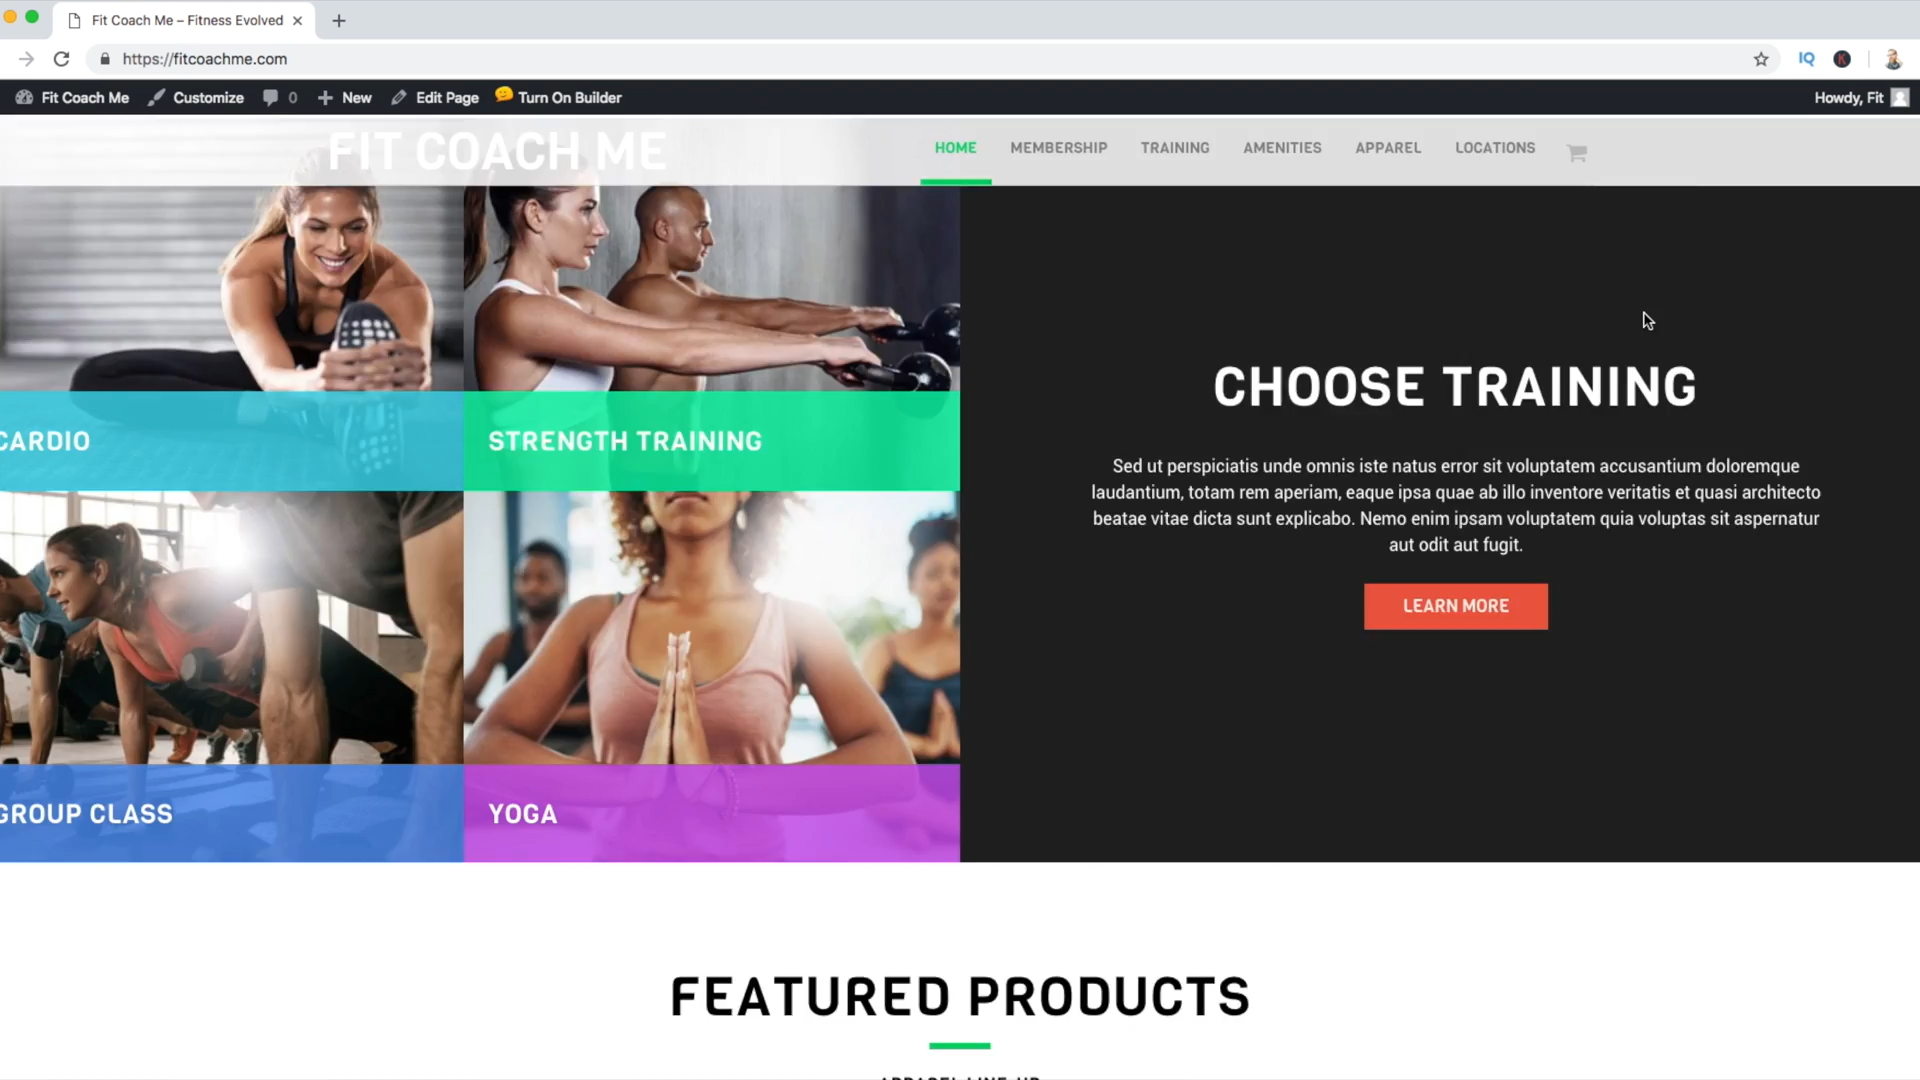 Fit Coach Me – Fitness Evolved
https://fitcoachme.com
IQ
K
Fit Coach Me 0 New Edit Page Turn On Builder Howdy, Fit
FIT COACH ME
HOME MEMBERSHIP TRAINING AMENITIES APPAREL LOCATIONS
CARDIO
STRENGTH TRAINING
GROUP CLASS
YOGA
CHOOSE TRAINING
Sed ut perspiciatis unde omnis iste natus error sit voluptatem accusantium doloremque
laudantium, totam rem aperiam, eaque ipsa quae ab illo inventore veritatis et quasi architecto
beatae vitae dicta sunt explicabo. Nemo enim ipsam voluptatem quia voluptas sit aspernatur
aut odit aut fugit.
LEARN MORE
FEATURED PRODUCTS
APPAREL LINE-UP